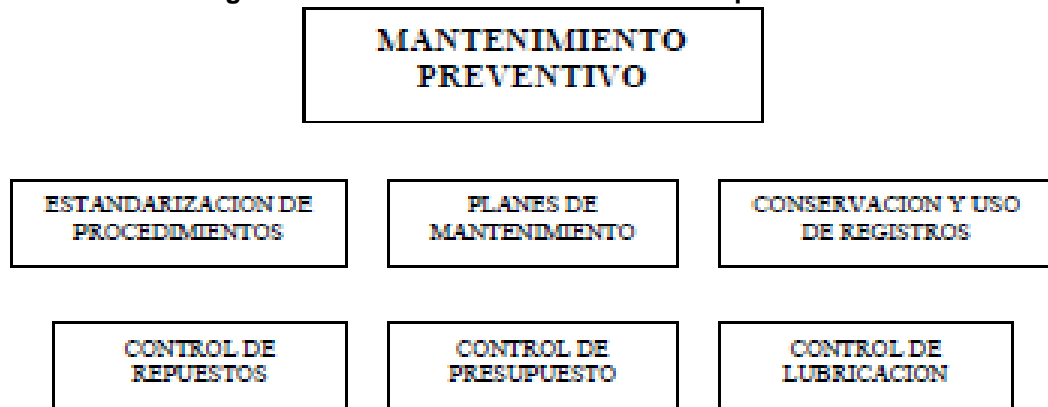 MANTENIMIENTO
PREVENTIVO
ESTANDARIZACION DE
PROCEDIMIENTOS
PLANES DE
MANTENIMIENTO
CONSERVACION Y USO
DE REGISTROS
CONTROL DE
REPUESTOS
CONTROL DE
PRESUPUESTO
CONTROL DE
LUBRICACION